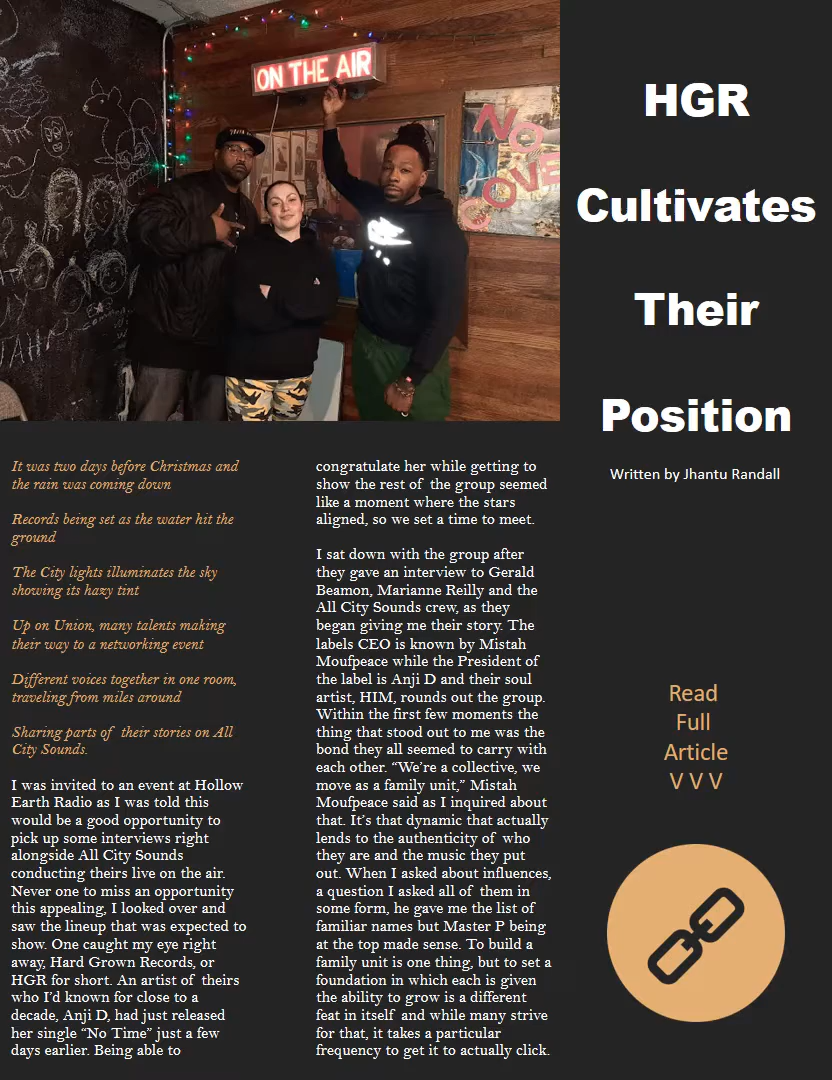 ON THE AIR
NO
COVE
HGR
Cultivates
Their
Position
Written by Jhantu Randall
It was two days before Christmas and
the rain was coming down
Records being set as the water hit the
ground
The City lights illuminates the sky
showing its hazy tint
Up on Union, many talents making
their way to a networking event
Different voices together in one room,
traveling from miles around
Sharing parts of their stories on All
City Sounds.
I was invited to an event at Hollow
Earth Radio as I was told this
would be a good opportunity to
pick up some interviews right
alongside All City Sounds
conducting theirs live on the air.
Never one to miss an opportunity
this appealing, I looked over and
saw the lineup that was expected to
show. One caught my eye right
away, Hard Grown Records, or
HGR for short. An artist of theirs
who I'd known for close to a
decade, Anji D, had just released
her single “No Time” just a few
days earlier. Being able to
congratulate her while getting to
show the rest of the group seemed
like a moment where the stars
aligned, so we set a time to meet.
I sat down with the group after
they gave an interview to Gerald
Beamon, Marianne Reilly and the
All City Sounds crew, as they
began giving me their story. The
labels CEO is known by Mistah
Moufpeace while the President of
the label is Anji D and their soul
artist, HIM, rounds out the group.
Within the first few moments the
thing that stood out to me was the
bond they all seemed to carry with
each other. “We're a collective, we
move as a family unit,” Mistah
Moufpeace said as I inquired about
that. It's that dynamic that actually
lends to the authenticity of who
they are and the music they put
out. When I asked about influences,
a question I asked all of them in
some form, he gave me the list of
familiar names but Master P being
at the top made sense. To build a
family unit is one thing, but to set a
foundation in which each is given
the ability to grow is a different
feat in itself and while many strive
for that, it takes a particular
frequency to get it to actually click.
Read
Full
Article
V V V